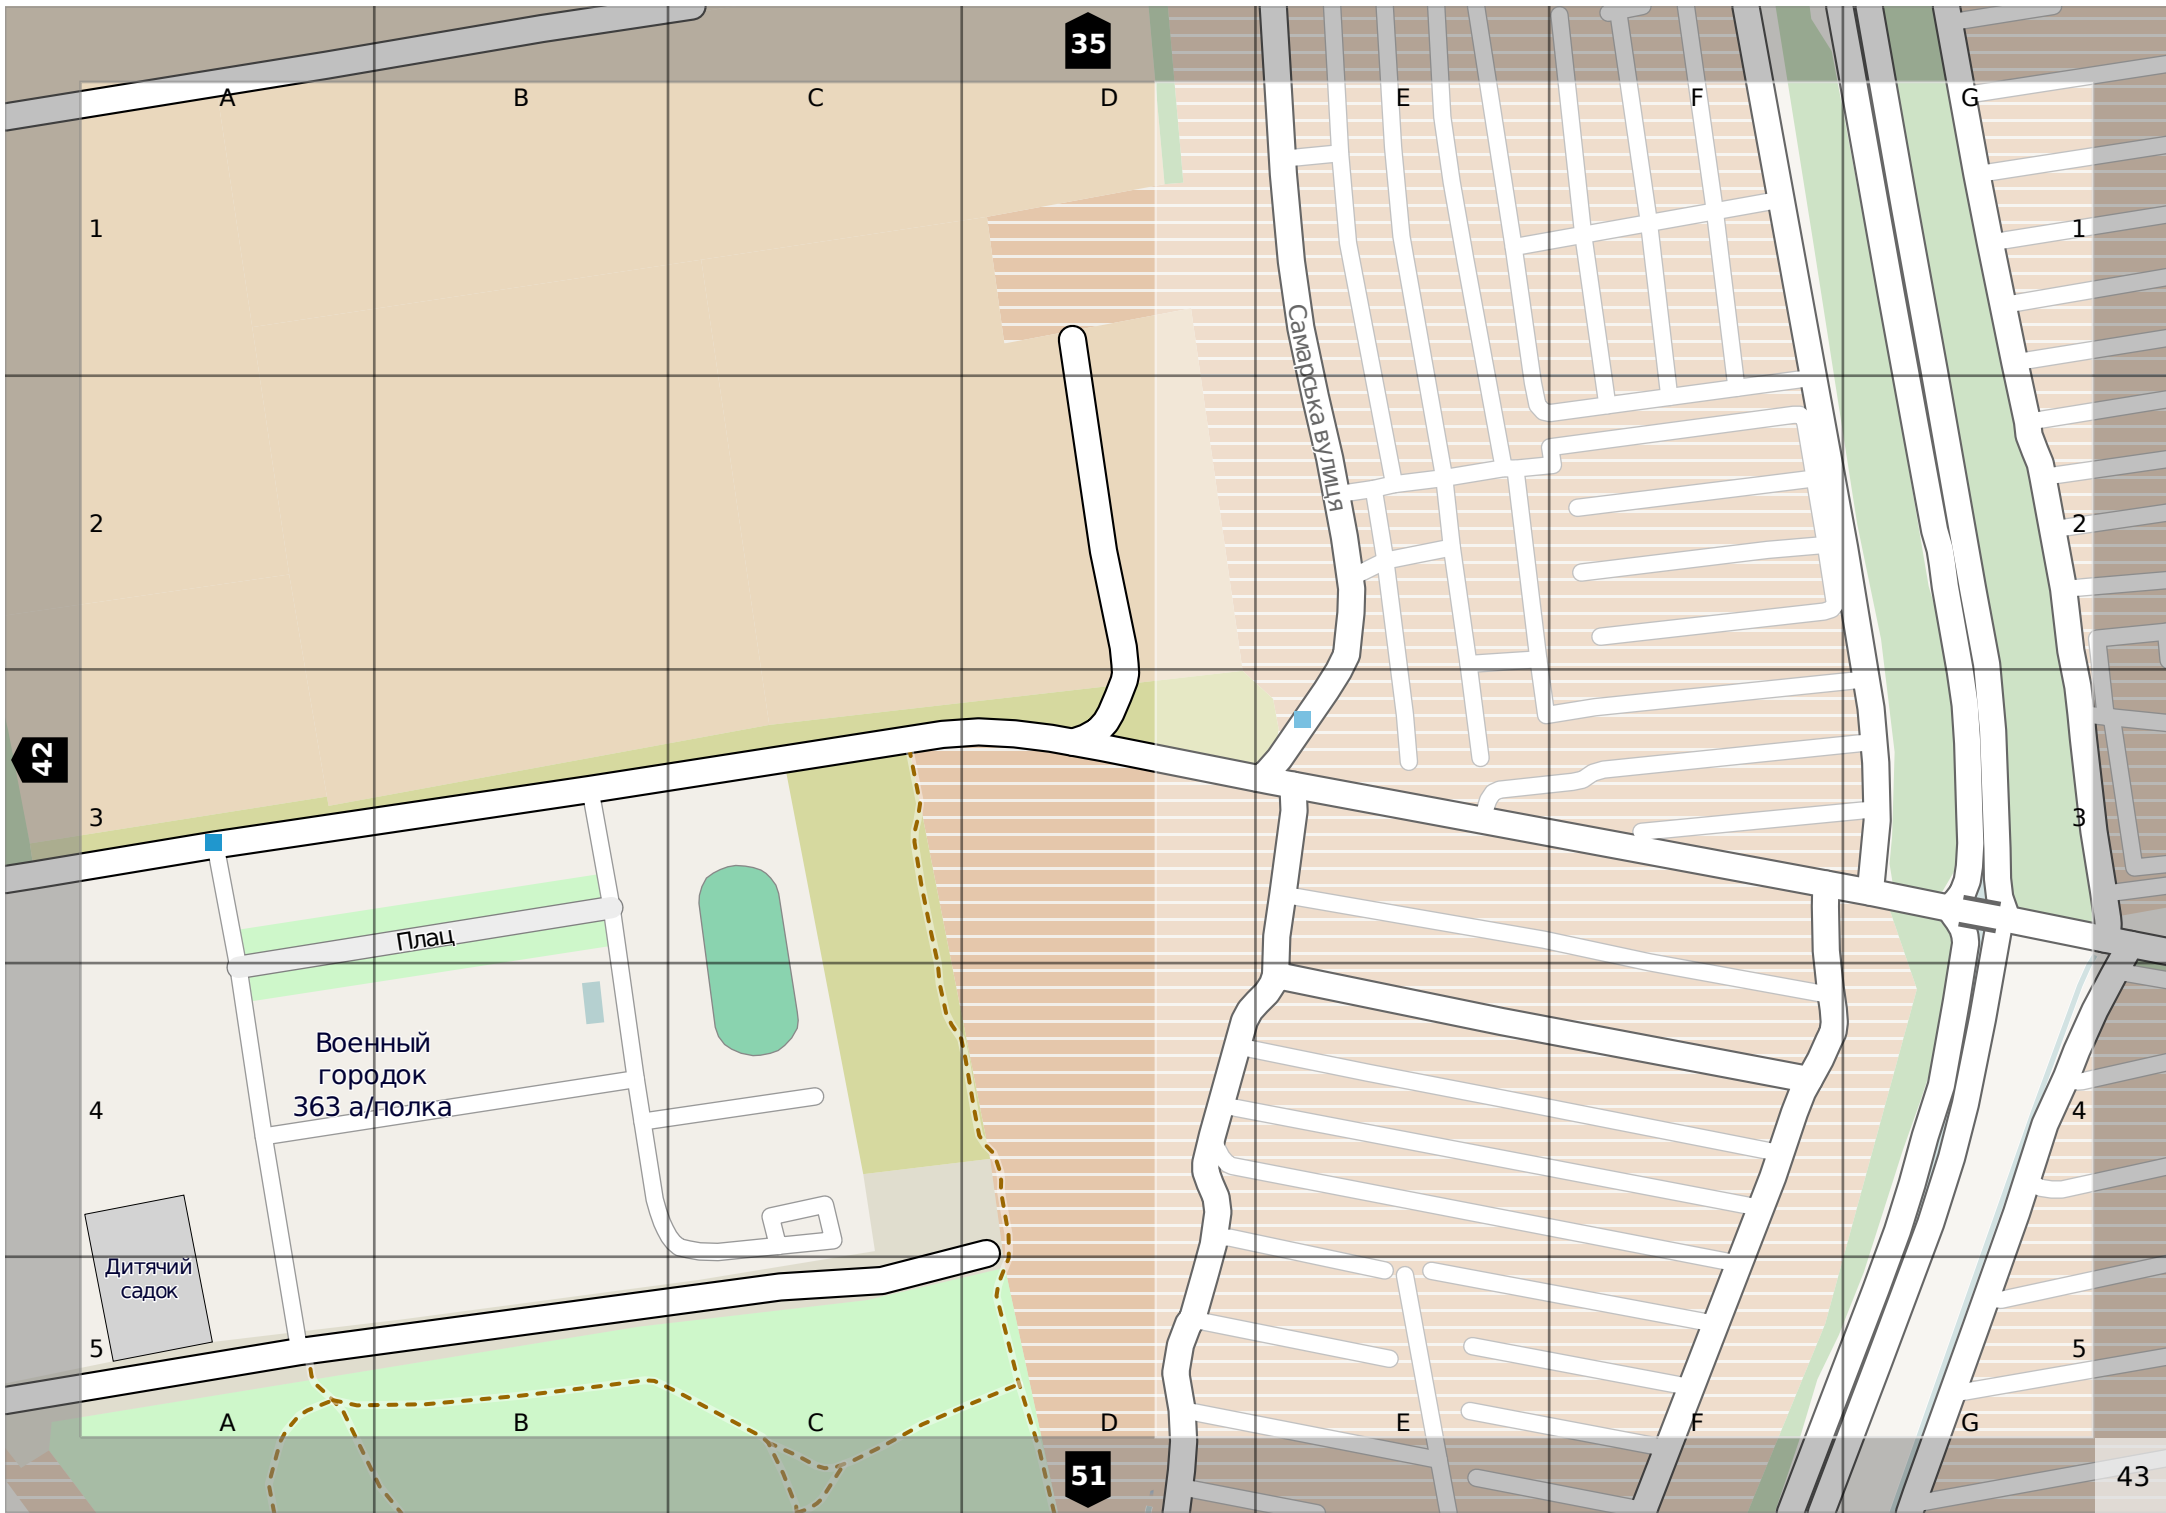 35
A
B
C
D
E
F
G
1
1
Самарська вулиця
2
2
42
3
3
Плац
Военный
городок
363 а/полка
4
4
Дитячий
садок
5
5
A
B
C
D
E
F
G
51
43